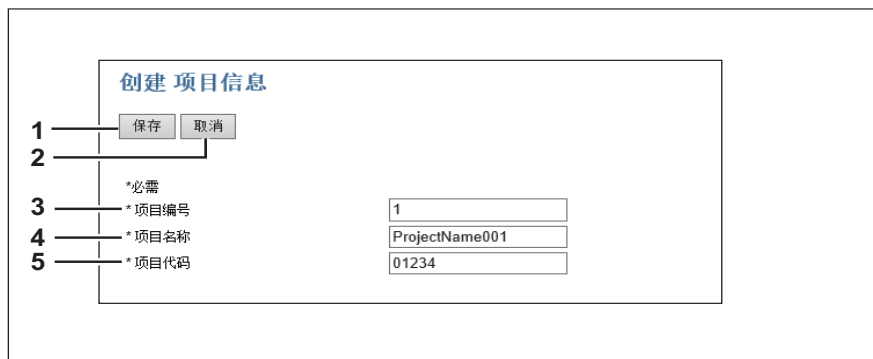 创建 项目信息
1 保存 取消
2
*必需
3 * 项目编号 1
4 * 项目名称 ProjectName001
5 * 项目代码 01234